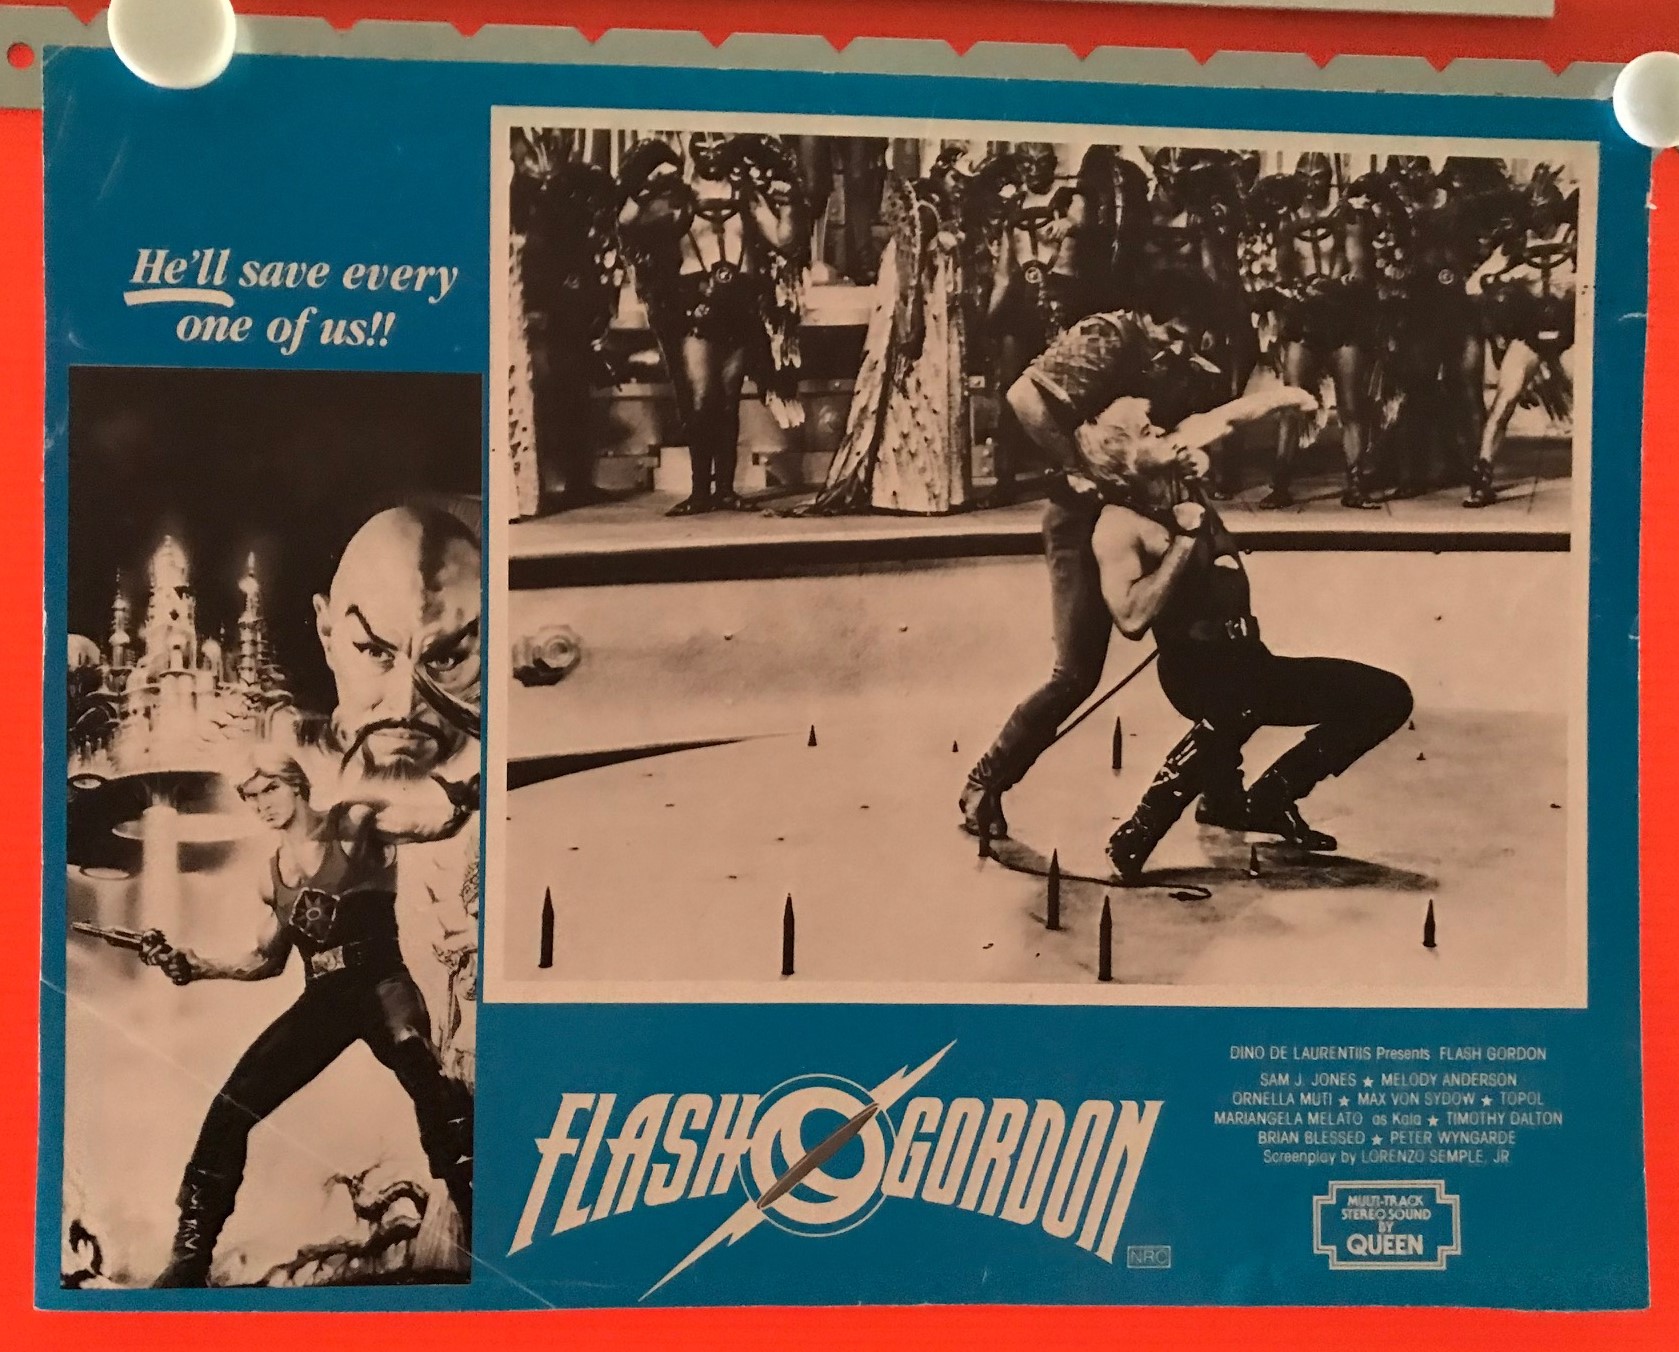 He'll save every
one of us!!
FLASH GORDON
NRC
DINO DE LAURENTIIS Presents FLASH GORDON
SAM J. JONES ★ MELODY ANDERSON
ORNELLA MUTI ★ MAX VON SYDOW ★ TOPOL
MARIANGELA MELATO as Kala ★ TIMOTHY DALTON
BRIAN BLESSED ★ PETER WYNGARDE
Screenplay by LORENZO SEMPLE, JR.
MULTI-TRACK
STEREO SOUND
BY
QUEEN